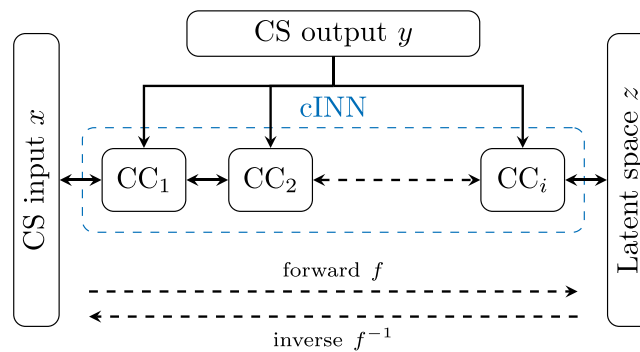 CS output y
CS input x
cINN
CC₁
CC₂
CCᵢ
Latent space z
forward f
inverse f⁻¹